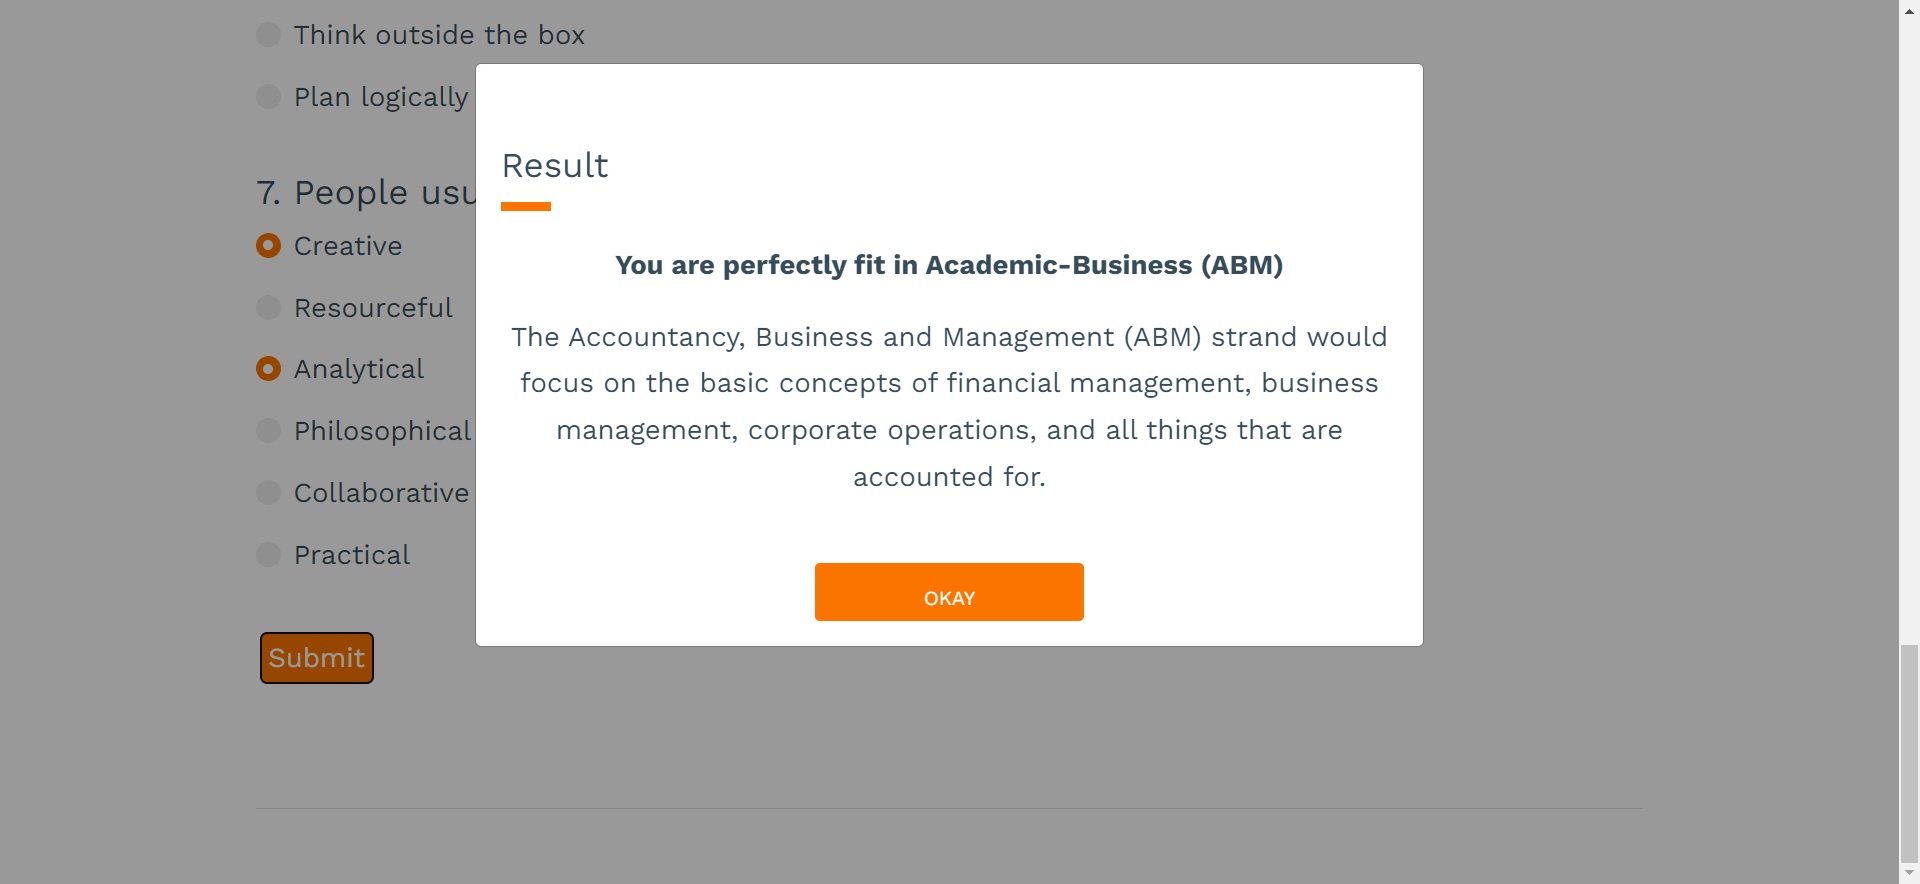 Think outside the box
Plan logically
7. People usu
Creative
Resourceful
Analytical
Philosophical
Collaborative
Practical
Submit
Result
You are perfectly fit in Academic-Business (ABM)
The Accountancy, Business and Management (ABM) strand would
focus on the basic concepts of financial management, business
management, corporate operations, and all things that are
accounted for.
OKAY